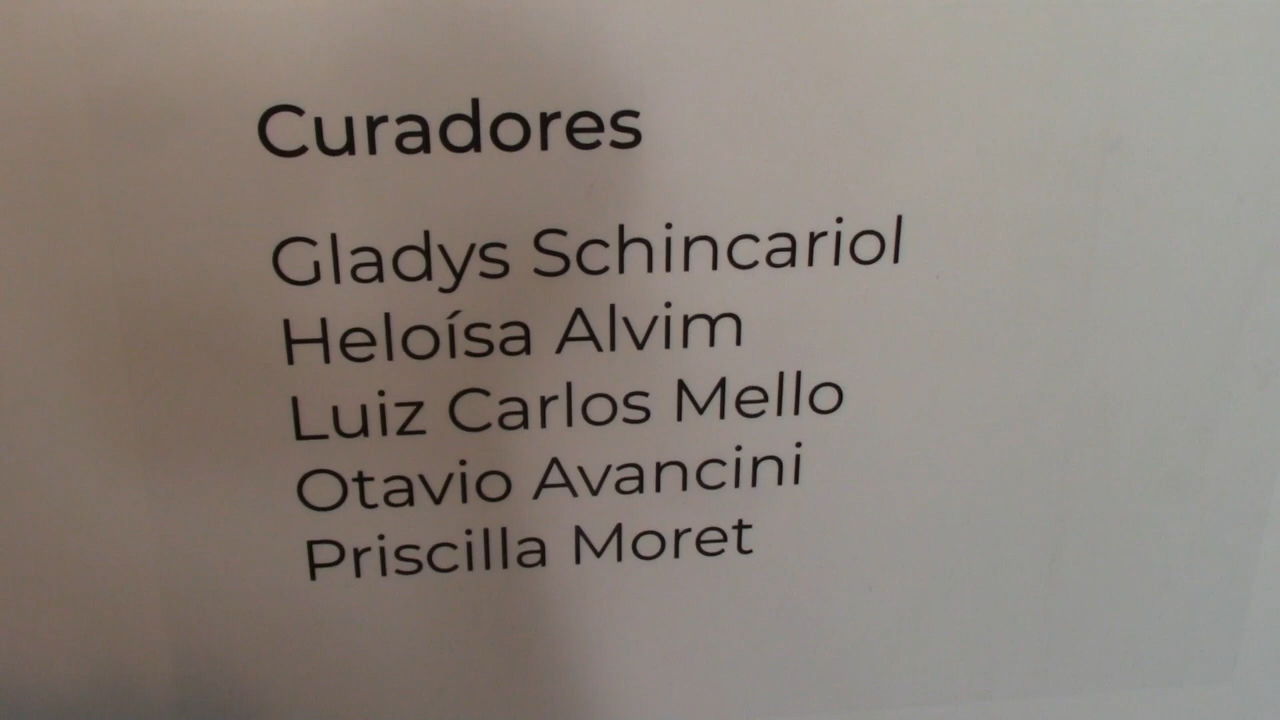 Curadores
Gladys Schincariol
Heloísa Alvim
Luiz Carlos Mello
Otavio Avancini
Priscilla Moret